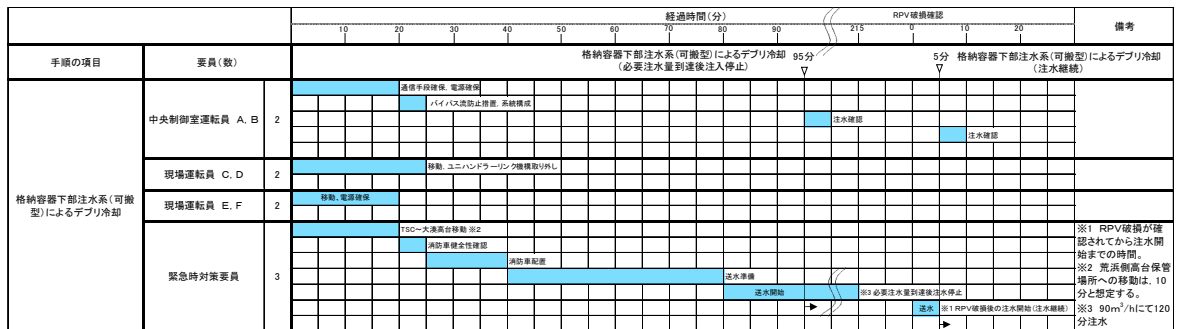 経過時間(分)
RPV破損確認
備考
10 20 30 40 50 60 70 80 90 215 0 10 20
手順の項目
要員(数)
格納容器下部注水系(可搬型)によるデブリ冷却
(必要注水量到達後注入停止)
95分
5分
格納容器下部注水系(可搬型)によるデブリ冷却
(注水継続)
格納容器下部注水系(可搬
型)によるデブリ冷却
中央制御室運転員 A, B
2
通信手段確保, 電源確保
バイパス流防止措置, 系統構成
注水確認
注水確認
現場運転員 C, D
2
移動, ユニハンドラーリンク機構取り外し
現場運転員 E, F
2
移動、電源確保
緊急時対策要員
3
TSC~大湊高台移動 ※2
消防車健全性確認
消防車配置
送水準備
送水開始
※3 必要注水量到達後注水停止
送水
※1 RPV破損後の注水開始(注水継続)
※1 RPV破損が確
認されてから注水開
始までの時間。
※2 荒浜側高台保管
場所への移動は, 10
分と想定する。
※3 90m³/hにて120
分注水